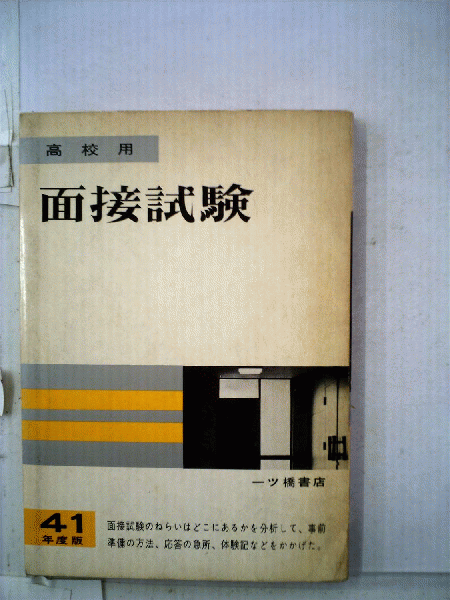 高校用
面接試験
一ツ橋書店
41
年度版
面接試験のねらいはどこにあるかを分析して、事前
準備の方法、応答の急所、体験記などをかかげた。